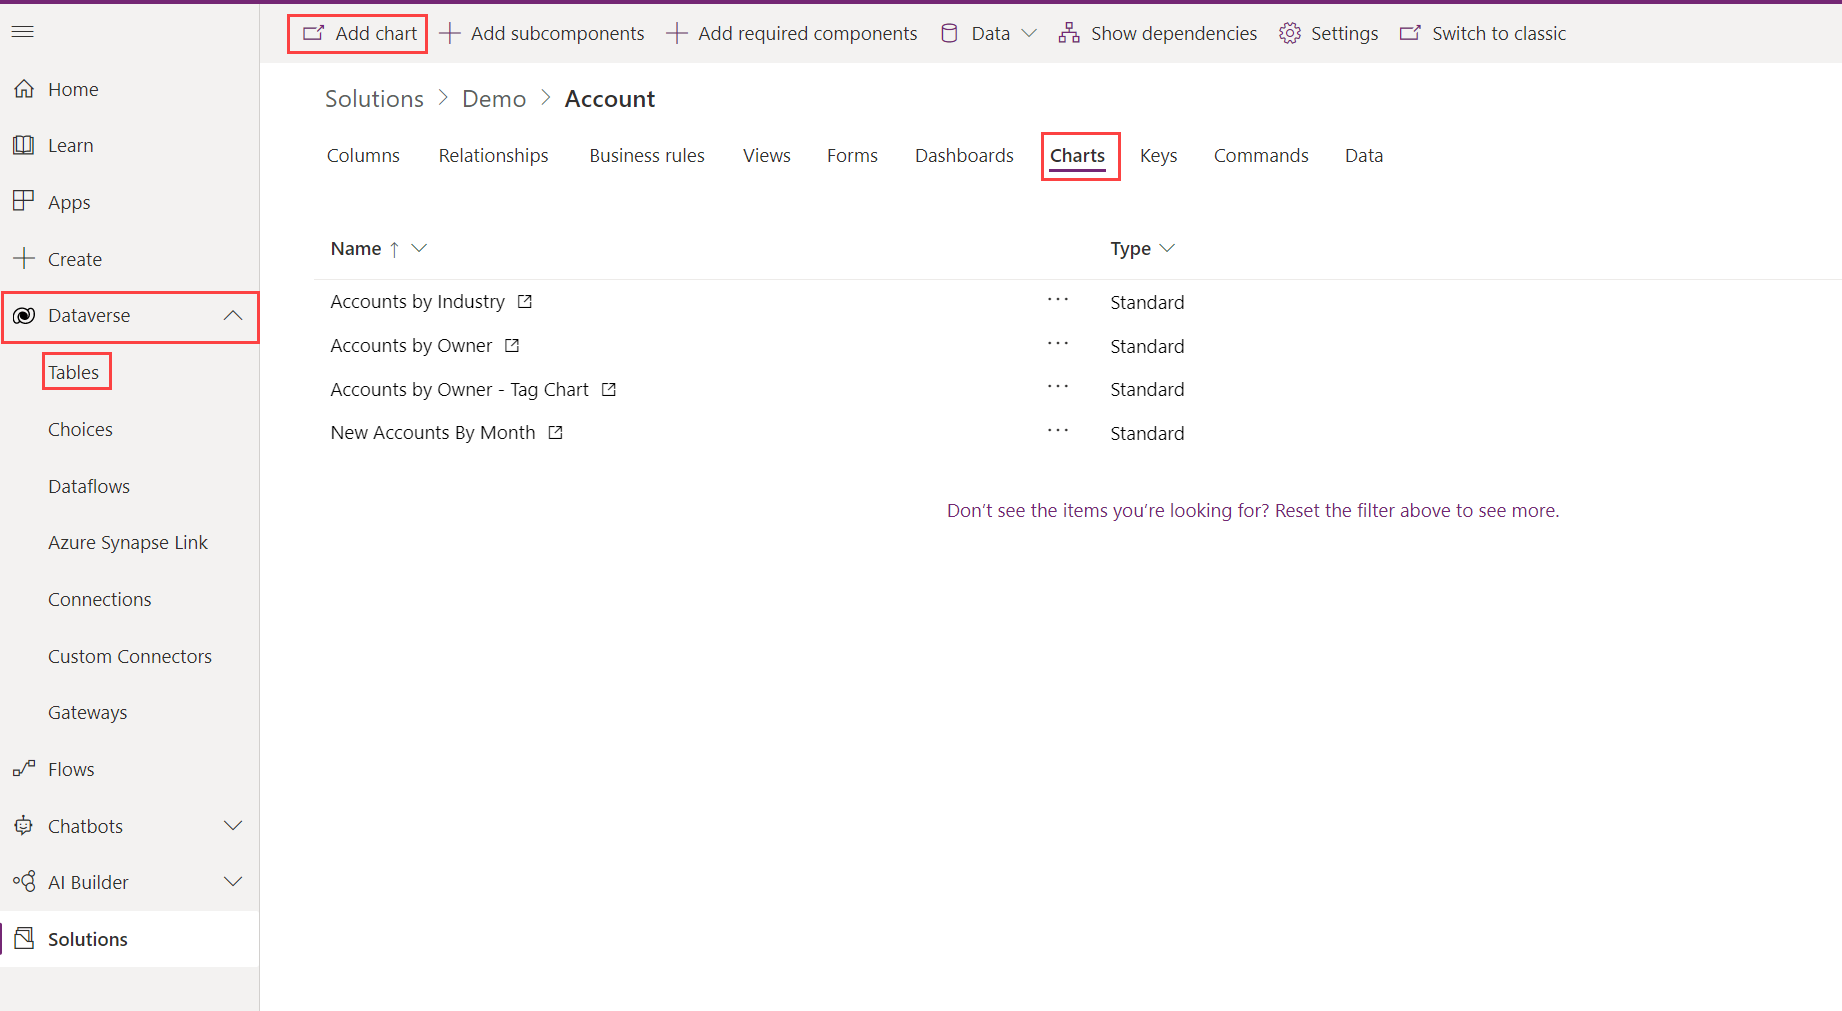 Add chart
Add subcomponents
Add required components
Data
Show dependencies
Settings
Switch to classic
Home
Learn
Apps
Create
Dataverse
Tables
Choices
Dataflows
Azure Synapse Link
Connections
Custom Connectors
Gateways
Flows
Chatbots
AI Builder
Solutions
Solutions > Demo > Account
Columns
Relationships
Business rules
Views
Forms
Dashboards
Charts
Keys
Commands
Data
Name ↑ Type
Accounts by Industry ··· Standard
Accounts by Owner ··· Standard
Accounts by Owner - Tag Chart ··· Standard
New Accounts By Month ··· Standard
Don’t see the items you’re looking for? Reset the filter above to see more.